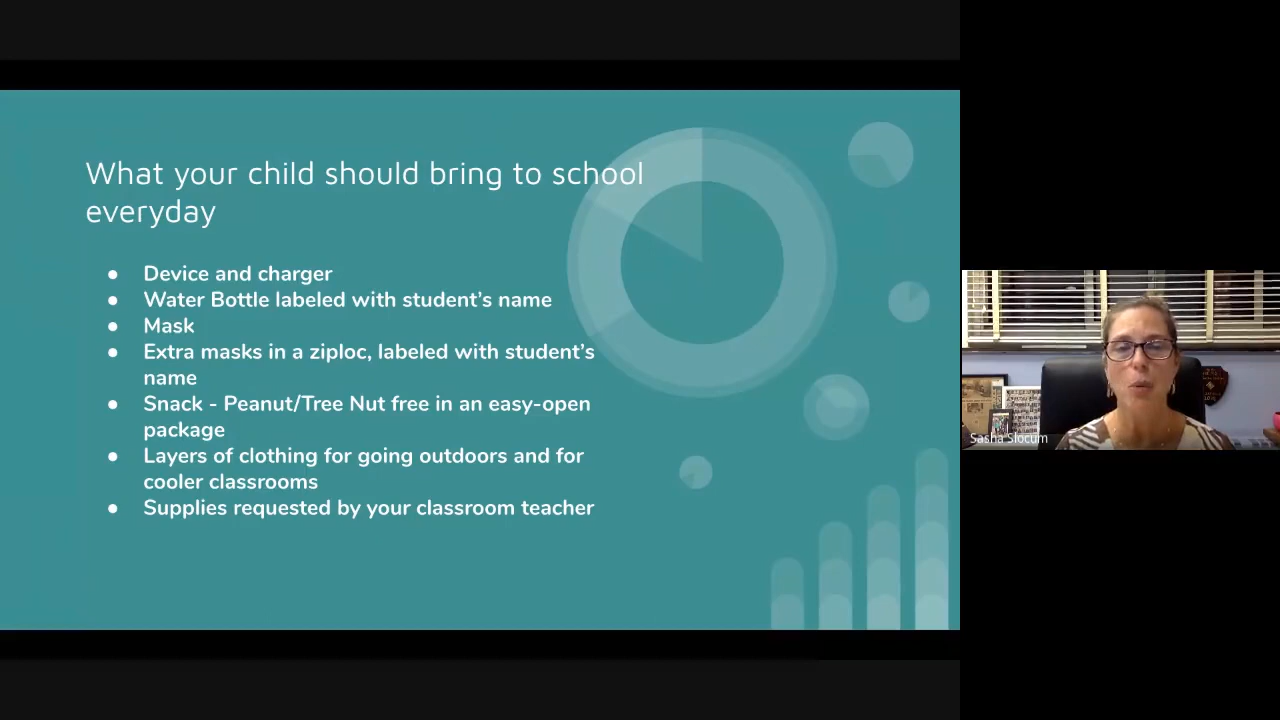 What your child should bring to school
everyday
● Device and charger
● Water Bottle labeled with student's name
● Mask
● Extra masks in a ziploc, labeled with student's
name
● Snack - Peanut/Tree Nut free in an easy-open
package
● Layers of clothing for going outdoors and for
cooler classrooms
● Supplies requested by your classroom teacher
Sasha Slocum